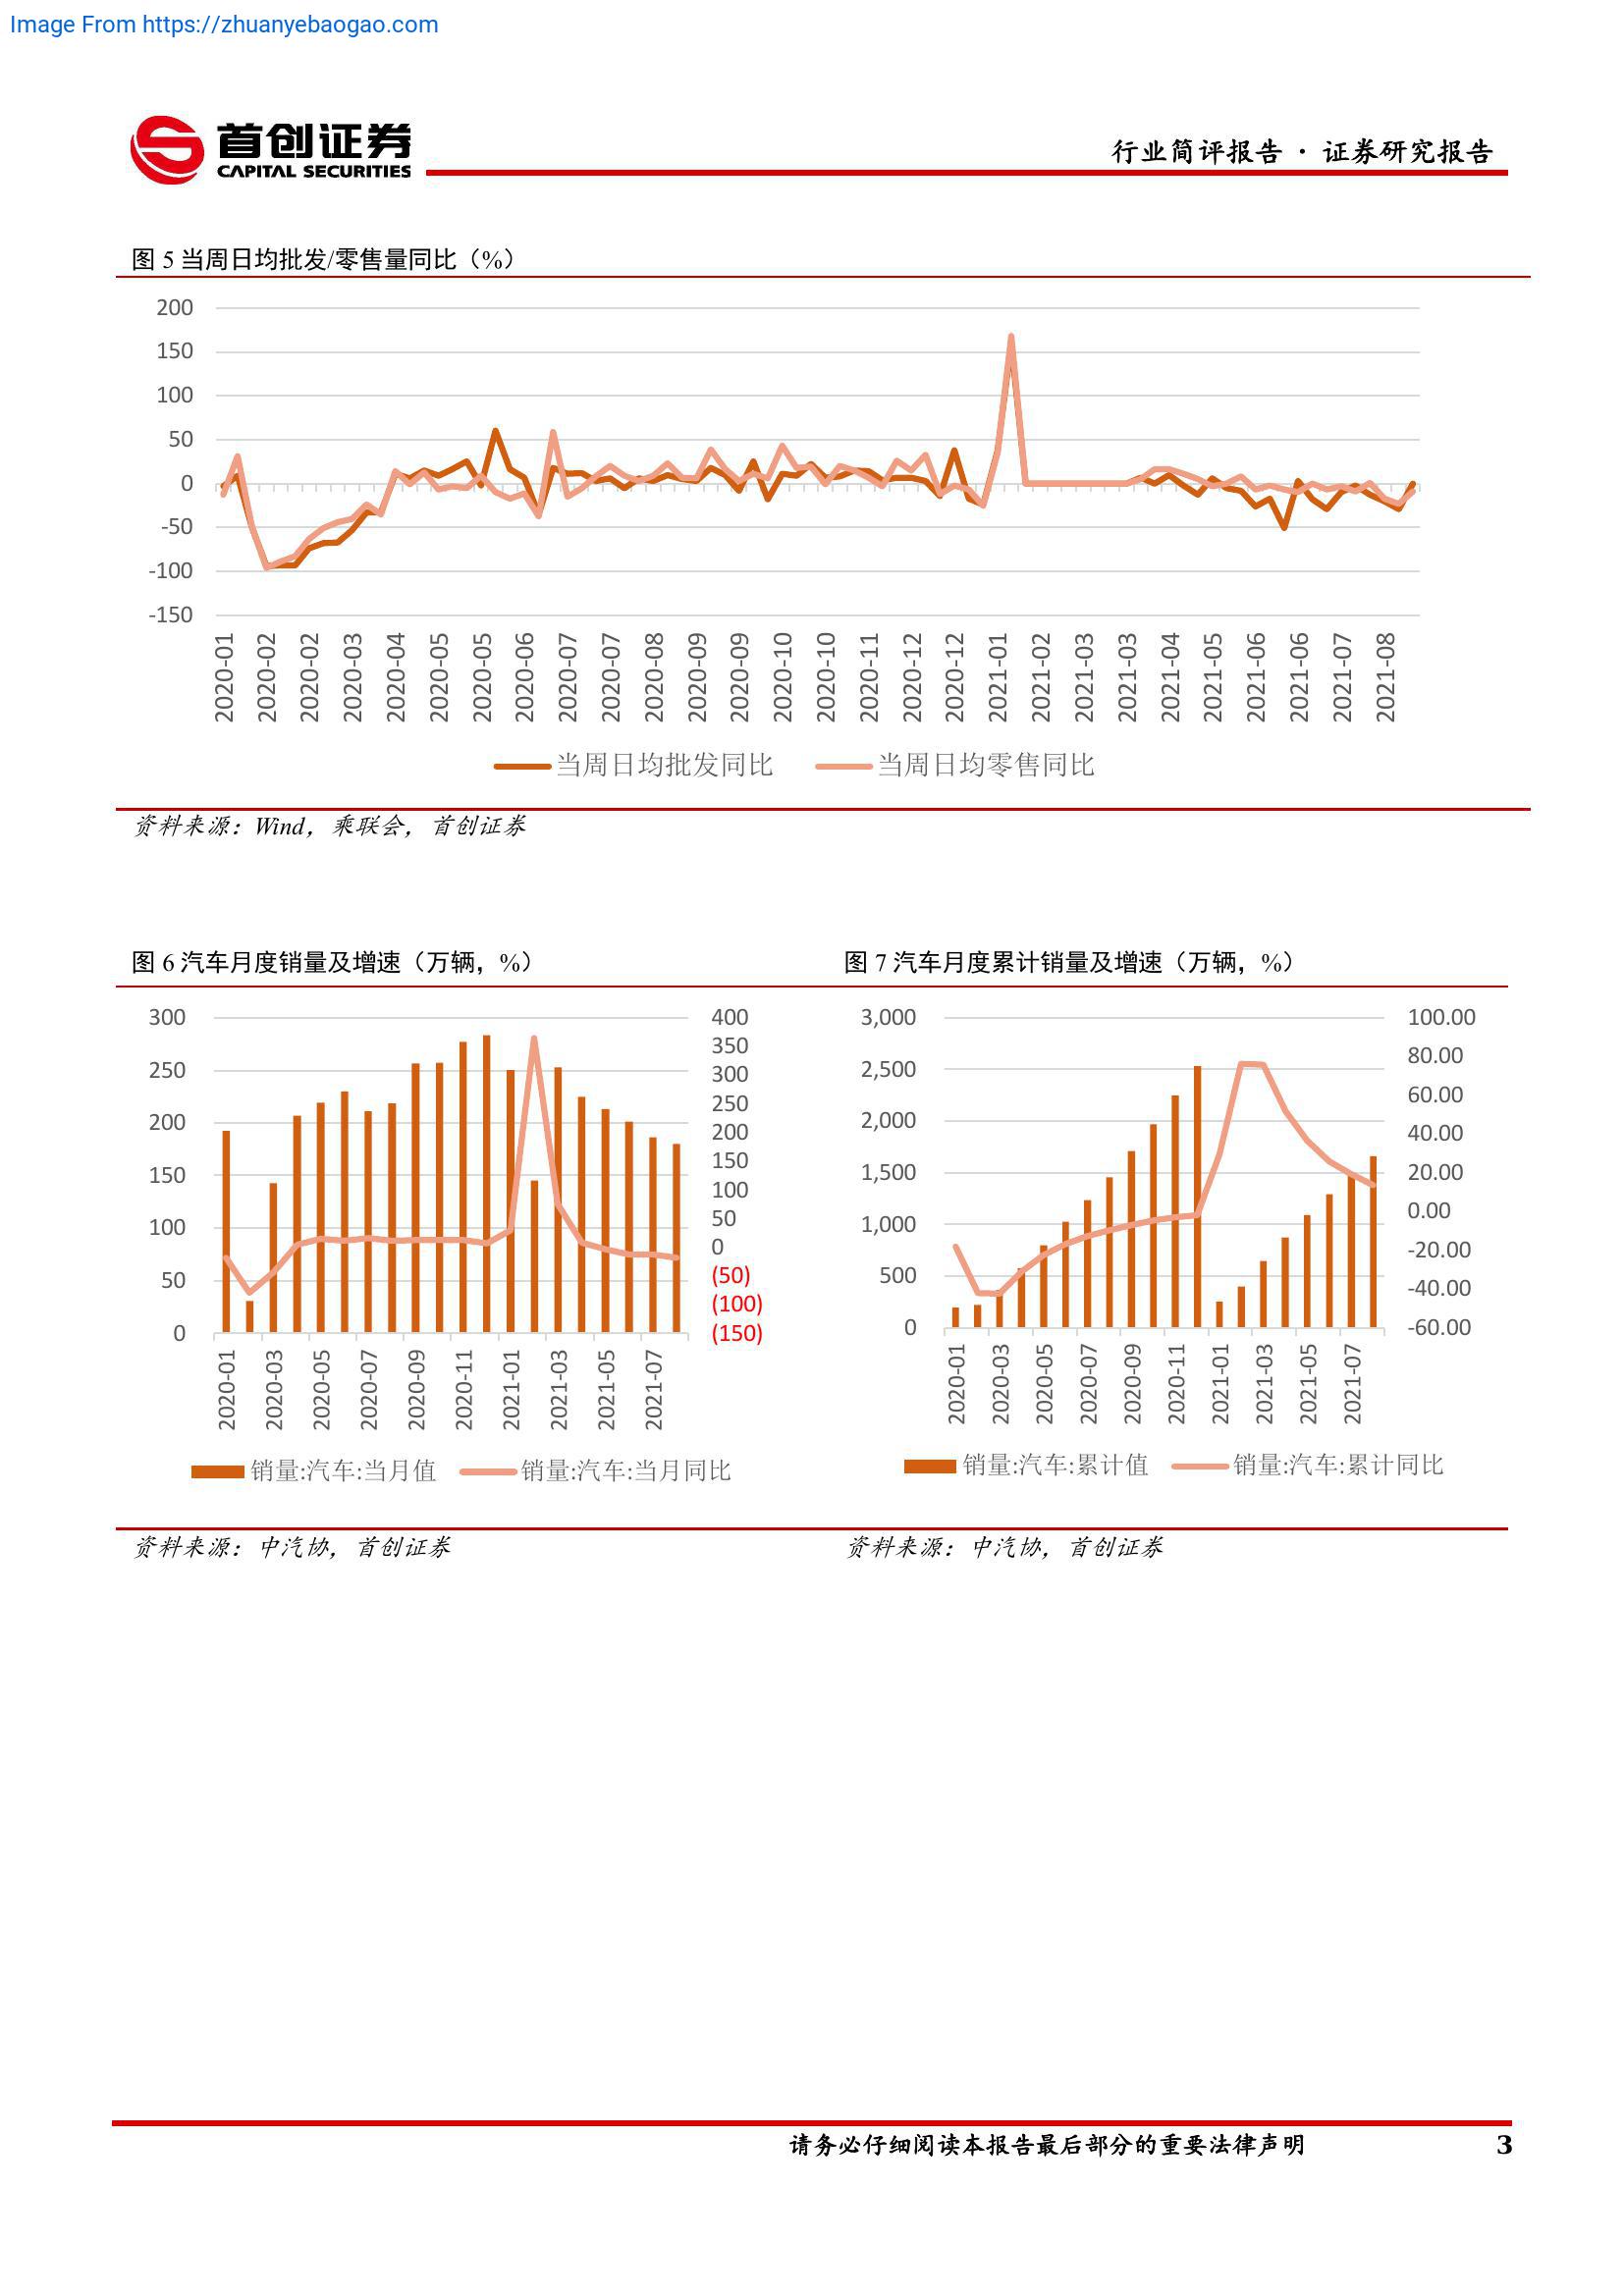 Image From https://zhuanyebaogao.com
首创证券
CAPITAL SECURITIES
行业简评报告 · 证券研究报告
图 5 当周日均批发/零售量同比（%）
200
150
100
50
0
-50
-100
-150
2020-01 2020-02 2020-02 2020-03 2020-04 2020-05 2020-05 2020-06 2020-07 2020-07 2020-08 2020-09 2020-09 2020-10 2020-10 2020-11 2020-12 2020-12 2021-01 2021-02 2021-03 2021-03 2021-04 2021-05 2021-06 2021-06 2021-07 2021-08
当周日均批发同比 当周日均零售同比
资料来源：Wind，乘联会，首创证券
图 6 汽车月度销量及增速（万辆，%）
300
250
200
150
100
50
0
400
350
300
250
200
150
100
50
0
(50)
(100)
(150)
2020-01 2020-03 2020-05 2020-07 2020-09 2020-11 2021-01 2021-03 2021-05 2021-07
销量:汽车:当月值 销量:汽车:当月同比
资料来源：中汽协，首创证券
图 7 汽车月度累计销量及增速（万辆，%）
3,000
2,500
2,000
1,500
1,000
500
0
100.00
80.00
60.00
40.00
20.00
0.00
-20.00
-40.00
-60.00
2020-01 2020-03 2020-05 2020-07 2020-09 2020-11 2021-01 2021-03 2021-05 2021-07
销量:汽车:累计值 销量:汽车:累计同比
资料来源：中汽协，首创证券
请务必仔细阅读本报告最后部分的重要法律声明
3